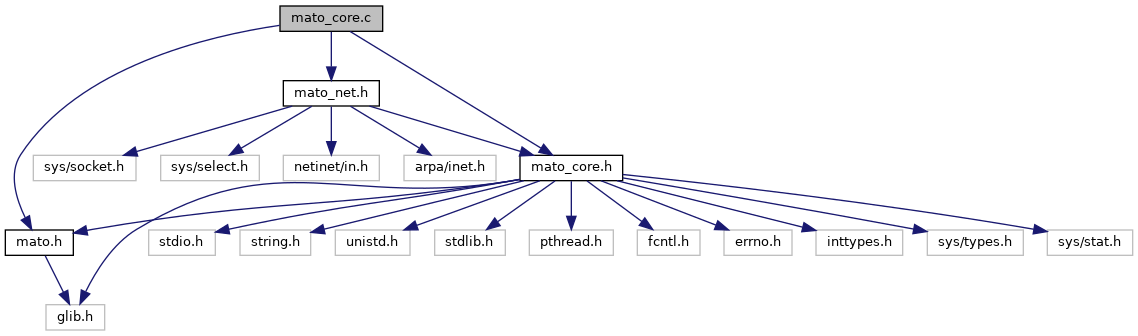 mato_core.c
mato_net.h
sys/socket.h
sys/select.h
netinet/in.h
arpa/inet.h
mato_core.h
mato.h
stdio.h
string.h
unistd.h
stdlib.h
pthread.h
fcntl.h
errno.h
inttypes.h
sys/types.h
sys/stat.h
glib.h